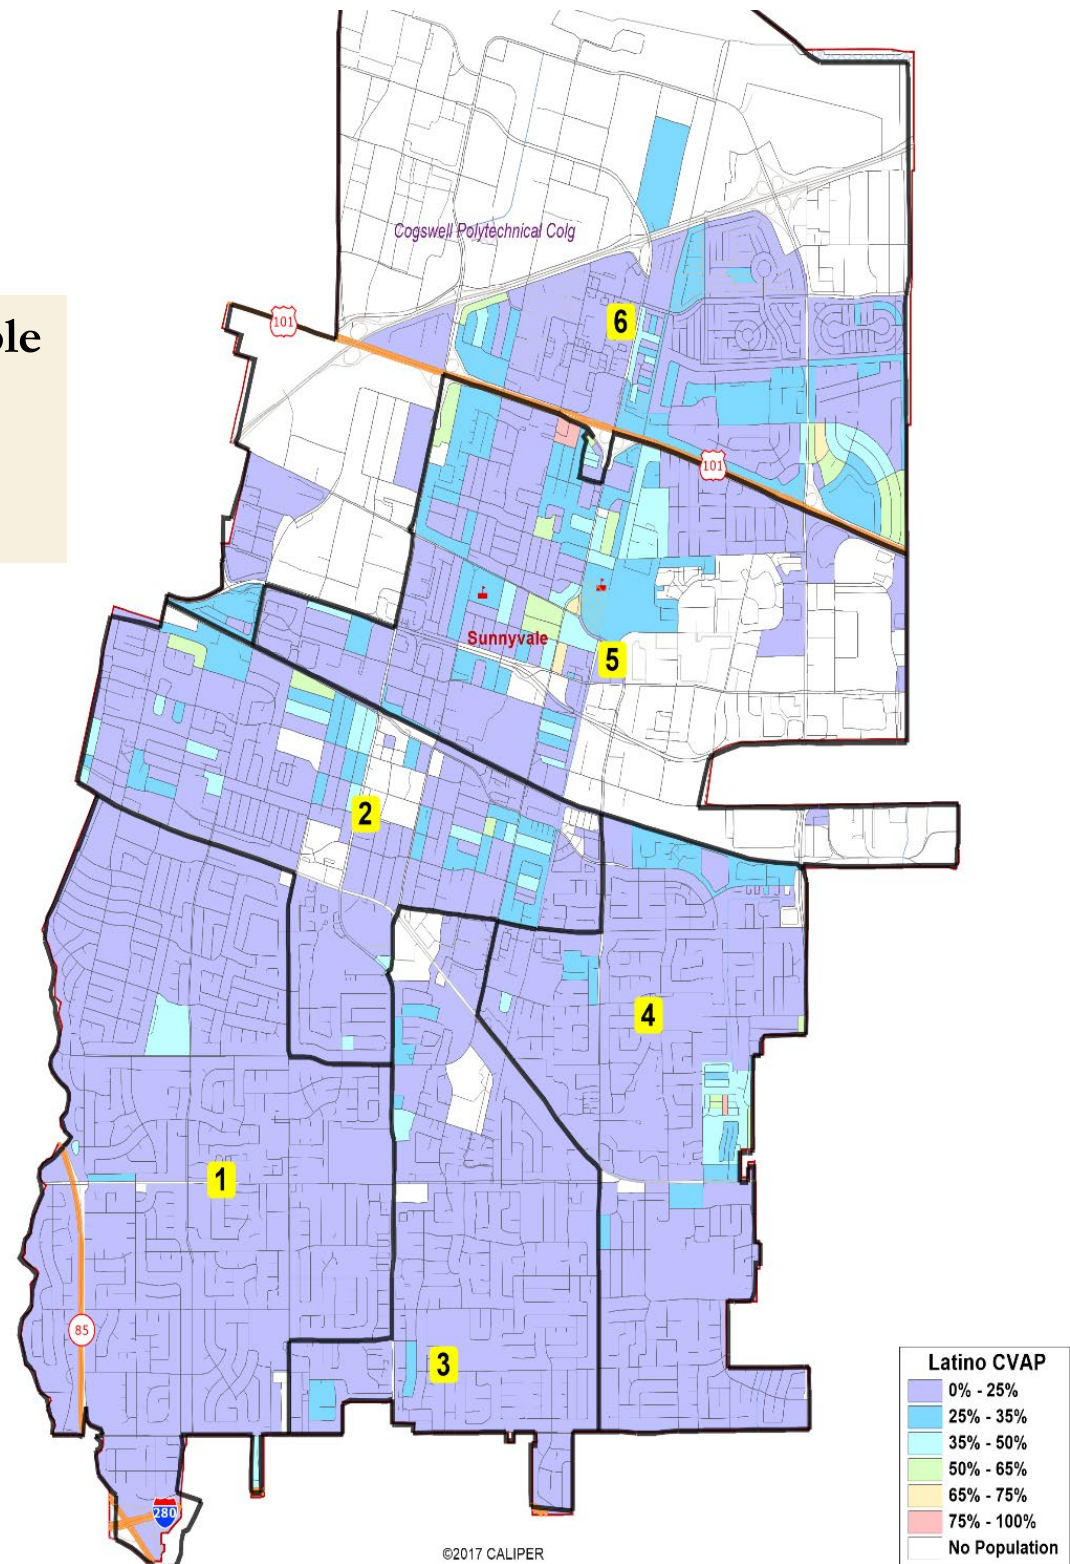 Cogswell Polytechnical Colg
101
6
101
Sunnyvale
5
2
4
1
85
3
280
Latino CVAP
0% - 25%
25% - 35%
35% - 50%
50% - 65%
65% - 75%
75% - 100%
No Population
©2017 CALIPER